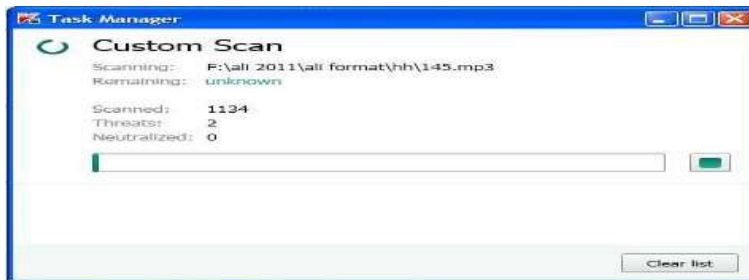 Task Manager
Custom Scan
Scanning: F:\ali 2011\ali format\hh\145.mp3
Remaining: unknown
Scanned: 1134
Threats: 2
Neutralized: 0
Clear list